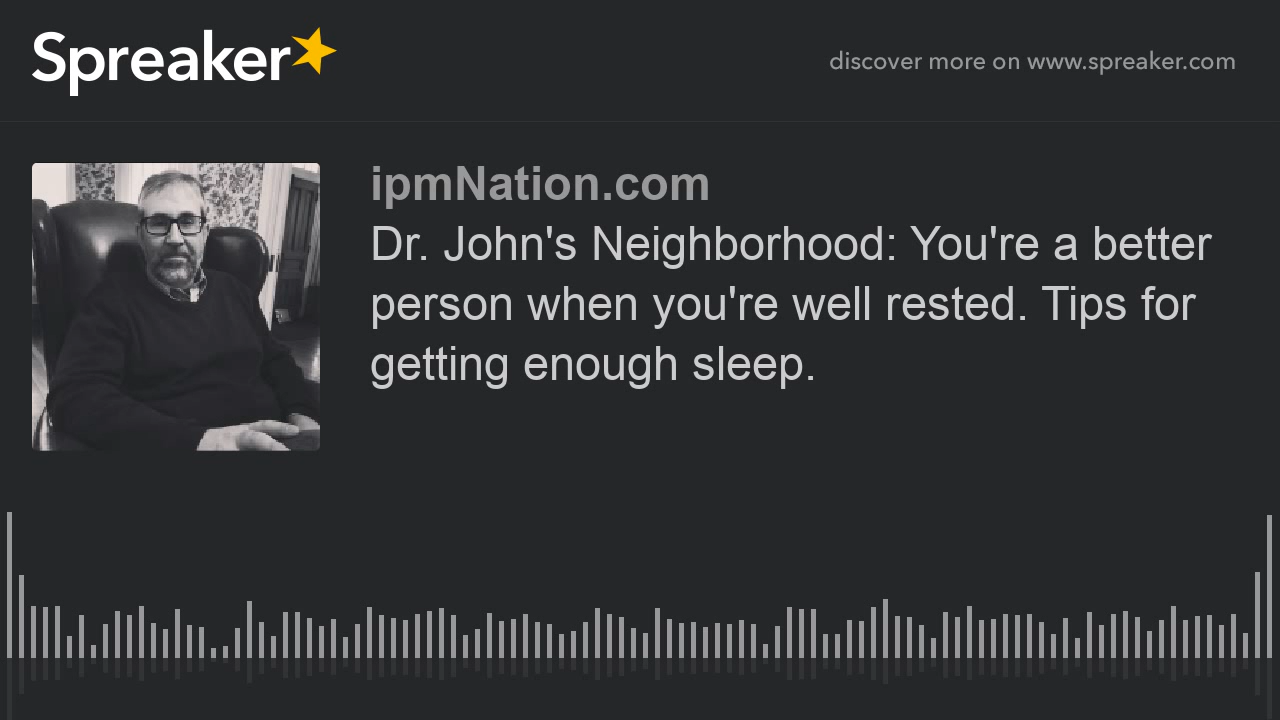 Spreaker
discover more on www.spreaker.com
ipmNation.com
Dr. John's Neighborhood: You're a better
person when you're well rested. Tips for
getting enough sleep.